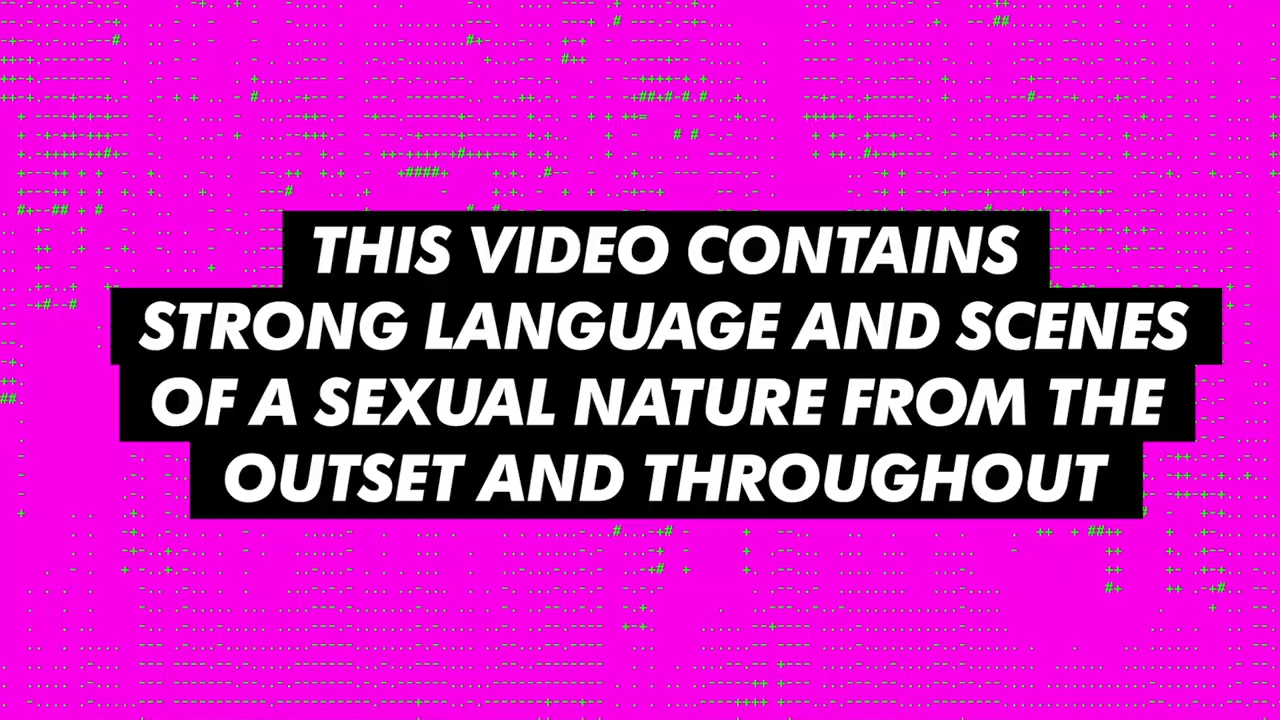 THIS VIDEO CONTAINS
STRONG LANGUAGE AND SCENES
OF A SEXUAL NATURE FROM THE
OUTSET AND THROUGHOUT